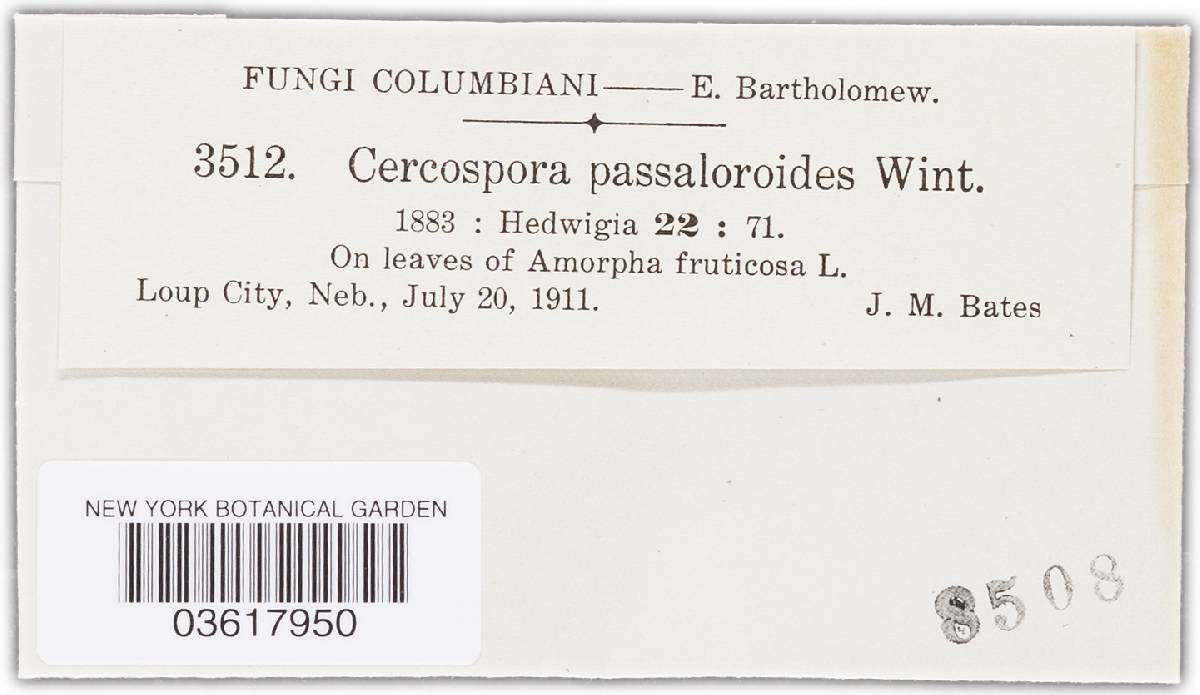 FUNGI COLUMBIANI—E. Bartholomew.
3512. Cercospora passaloroides Wint.
1883 : Hedwigia 22 : 71.
On leaves of Amorpha fruticosa L.
Loup City, Neb., July 20, 1911. J. M. Bates
NEW YORK BOTANICAL GARDEN
03617950
8508